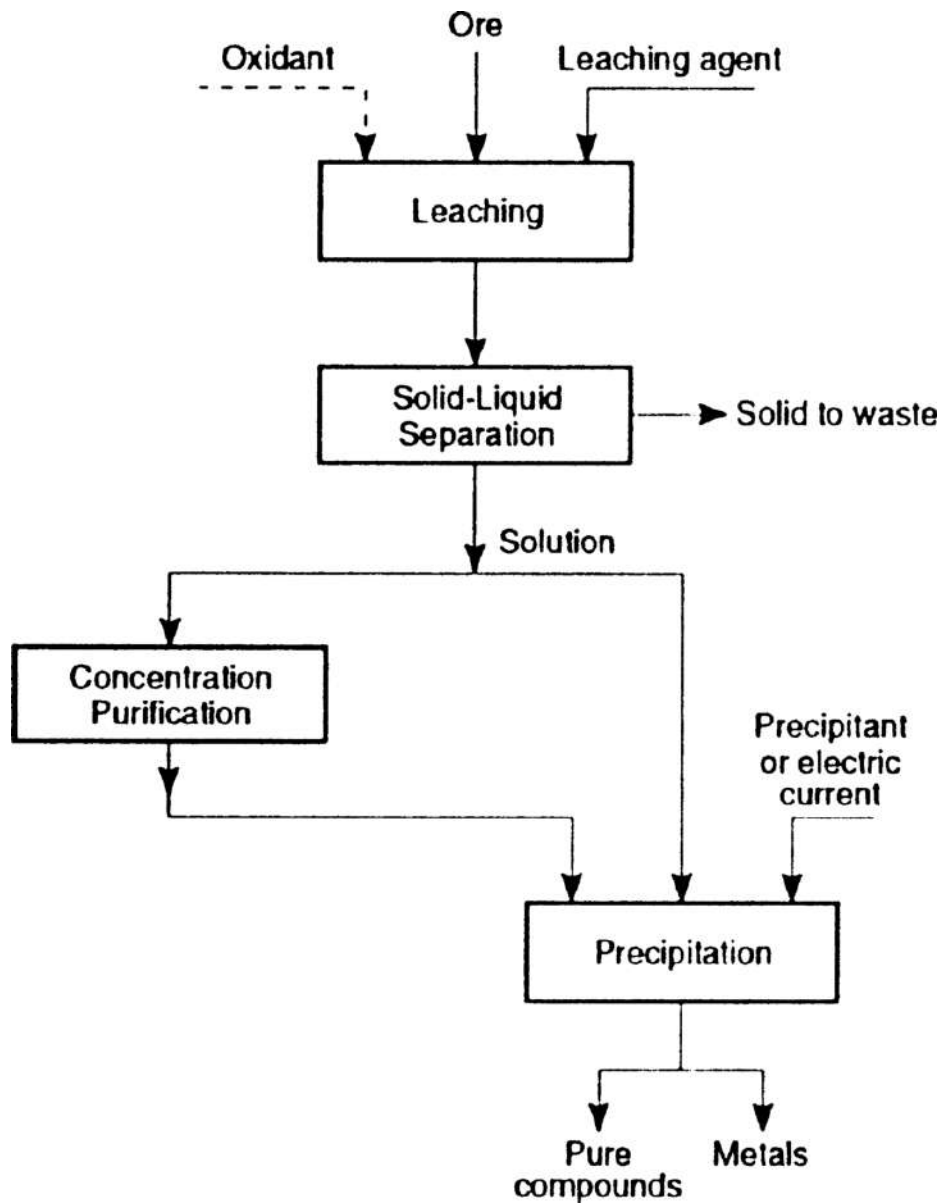 Ore
Oxidant
Leaching agent
Leaching
Solid-Liquid
Separation
Solid to waste
Solution
Concentration
Purification
Precipitant
or electric
current
Precipitation
Pure
compounds
Metals